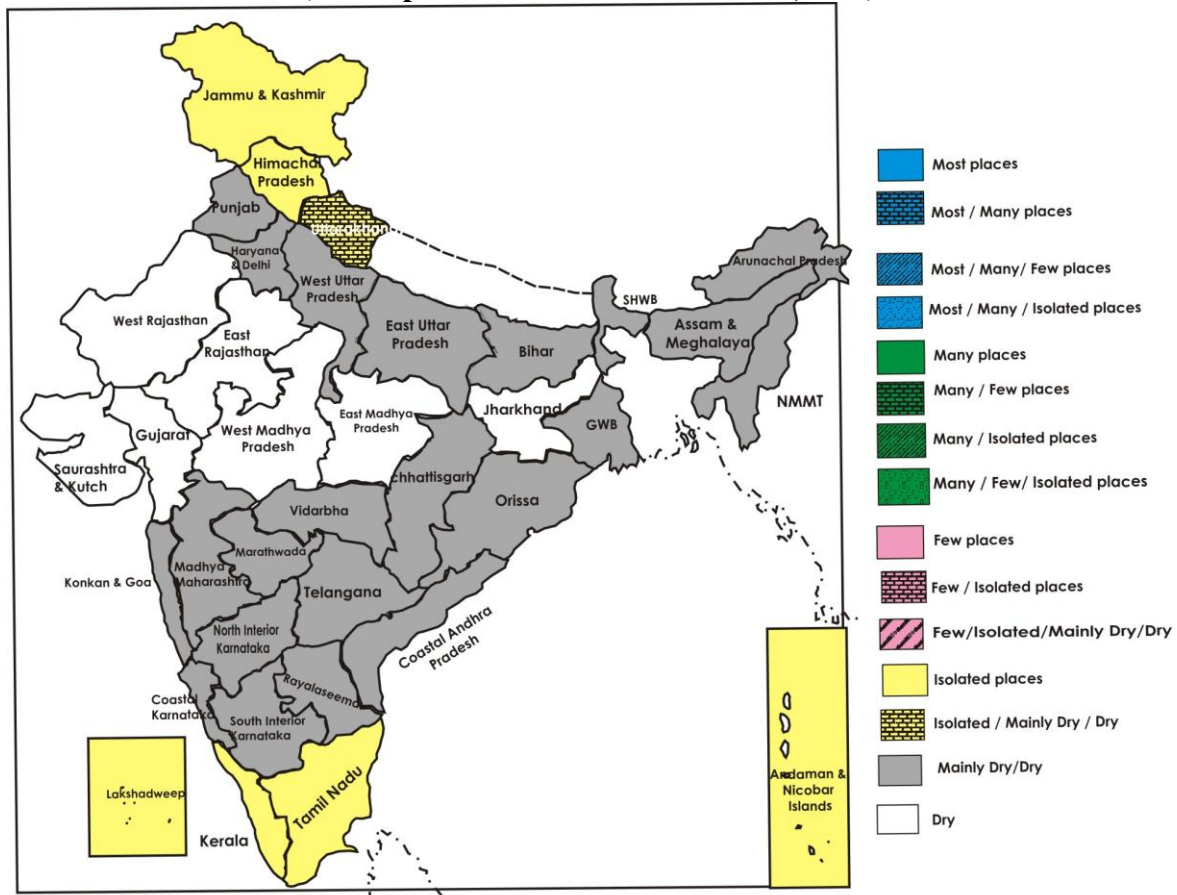 Jammu & Kashmir
Himachal
Pradesh
Punjab
Uttarakhand
Haryana
& Delhi
West Uttar
Pradesh
Arunachal Pradesh
SHWB
West Rajasthan
East
Rajasthan
East Uttar
Pradesh
Bihar
Assam &
Meghalaya
NMMT
Gujarat
West Madhya
Pradesh
East Madhya
Pradesh
Jharkhand
GWB
Saurashtra
& Kutch
chhattisgarh
Orissa
Vidarbha
Konkan & Goa
Madhya
Maharashtra
Marathwada
Telangana
North Interior
Karnataka
Coastal Andhra
Pradesh
Rayalaseema
Coastal
Karnataka
South Interior
Karnataka
Lakshadweep
Kerala
Tamil Nadu
Andaman &
Nicobar
Islands
Most places
Most / Many places
Most / Many/ Few places
Most / Many / Isolated places
Many places
Many / Few places
Many / Isolated places
Many / Few/ Isolated places
Few places
Few / Isolated places
Few/Isolated/Mainly Dry/Dry
Isolated places
Isolated / Mainly Dry / Dry
Mainly Dry/Dry
Dry